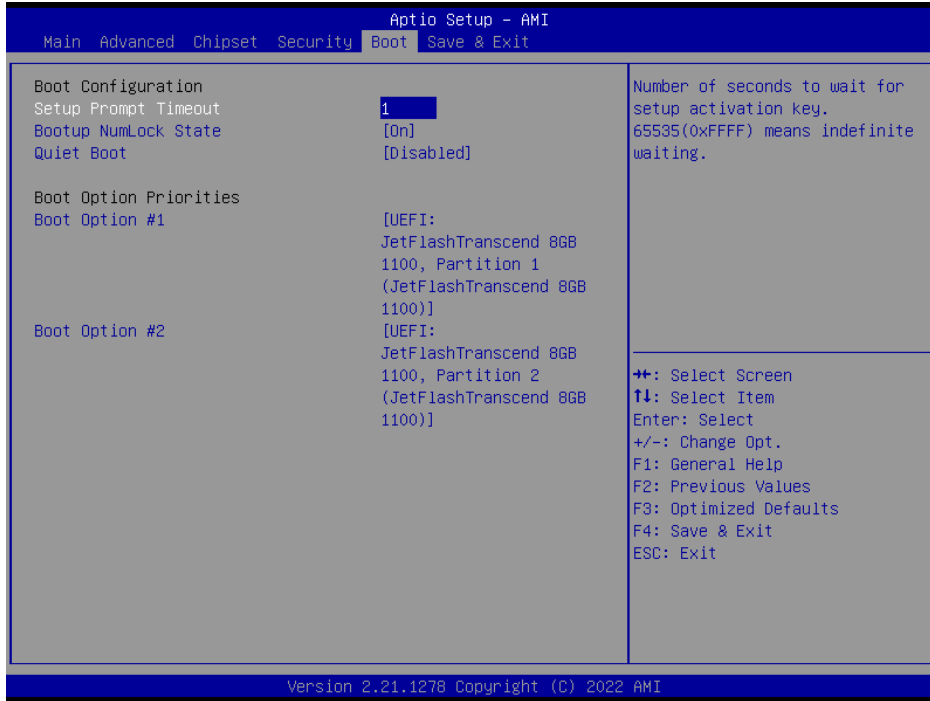 Aptio Setup – AMI
Main Advanced Chipset Security Boot Save & Exit
Boot Configuration
Setup Prompt Timeout 1
Bootup NumLock State [On]
Quiet Boot [Disabled]
Boot Option Priorities
Boot Option #1 [UEFI:
JetFlashTranscend 8GB
1100, Partition 1
(JetFlashTranscend 8GB
1100)]
Boot Option #2 [UEFI:
JetFlashTranscend 8GB
1100, Partition 2
(JetFlashTranscend 8GB
1100)]
Number of seconds to wait for
setup activation key.
65535(0xFFFF) means indefinite
waiting.
→←: Select Screen
↑↓: Select Item
Enter: Select
+/-: Change Opt.
F1: General Help
F2: Previous Values
F3: Optimized Defaults
F4: Save & Exit
ESC: Exit
Version 2.21.1278 Copyright (C) 2022 AMI